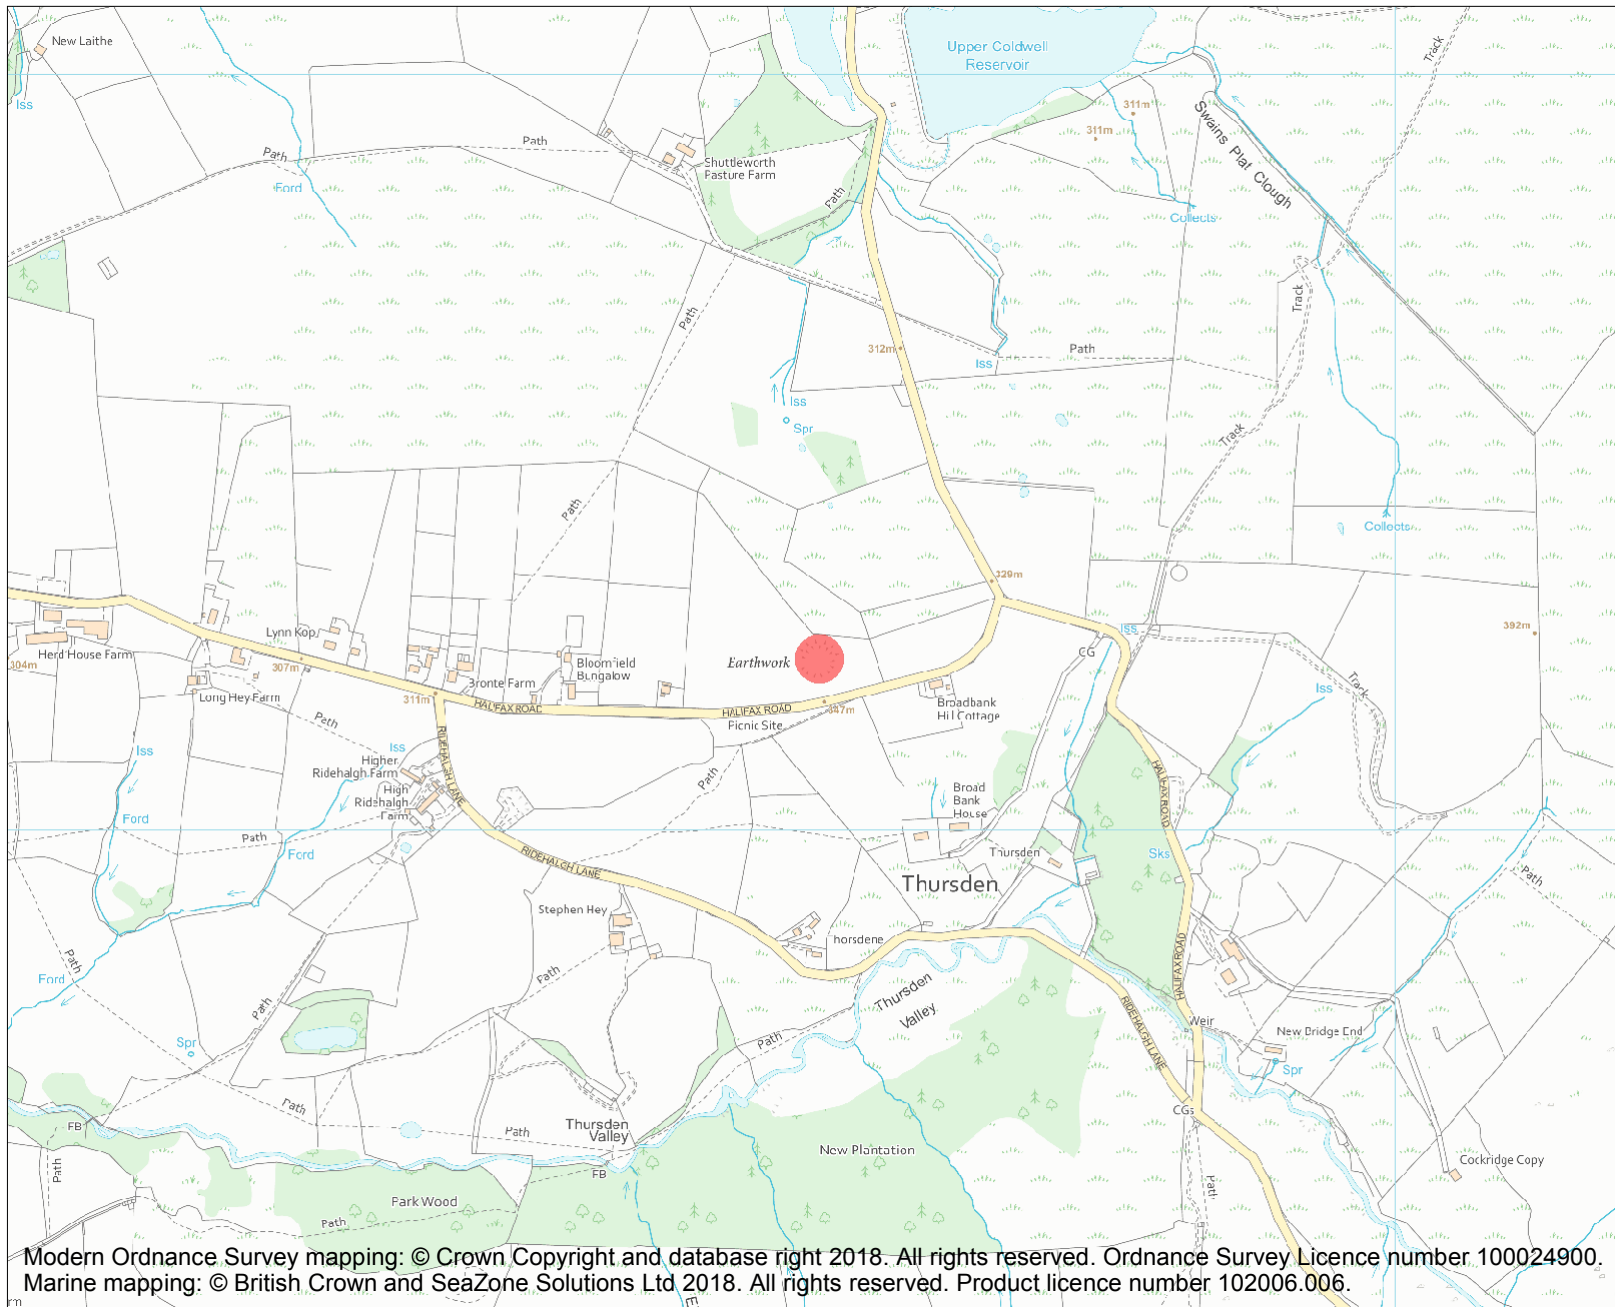 New Laithe
Upper Coldwell
Reservoir
Track
Iss
311m
311m
Swains Plat Clough
Path
Path
Shuttleworth
Pasture Farm
Ford
Path
Collects
Track
Path
312m
Path
Iss
Iss
Spr
Track
Path
Collects
329m
Lynn Kop
Iss
392m
Herd House Farm
304m
307m
Bloomfield
Bungalow
Earthwork
CG
Bronte Farm
Long Hey Farm
311m
HALIFAX ROAD
HALIFAX ROAD
347m
Picnic Site
Broadbank
Hill Cottage
Track
Iss
Path
Iss
Iss
Higher
Ridehalgh Farm
High
Ridehalgh
Farm
RIDEHALGH LANE
Path
Broad
Bank
House
HALIFAX ROAD
Ford
Path
Ford
RIDEHALGH LANE
Thursden
Sks
Thursden
Path
Stephen Hey
horsdene
Path
Ford
Path
Path
Thursden
Valley
HALIFAX ROAD
RIDEHALGH LANE
Weir
New Bridge End
Spr
Path
Spr
Path
CGs
FB
Path
Thursden
Valley
New Plantation
Path
FB
Path
Cockridge Copy
Park Wood
Path
Modern Ordnance Survey mapping: © Crown Copyright and database right 2018. All rights reserved. Ordnance Survey Licence number 100024900.
Marine mapping: © British Crown and SeaZone Solutions Ltd 2018. All rights reserved. Product licence number 102006.006.